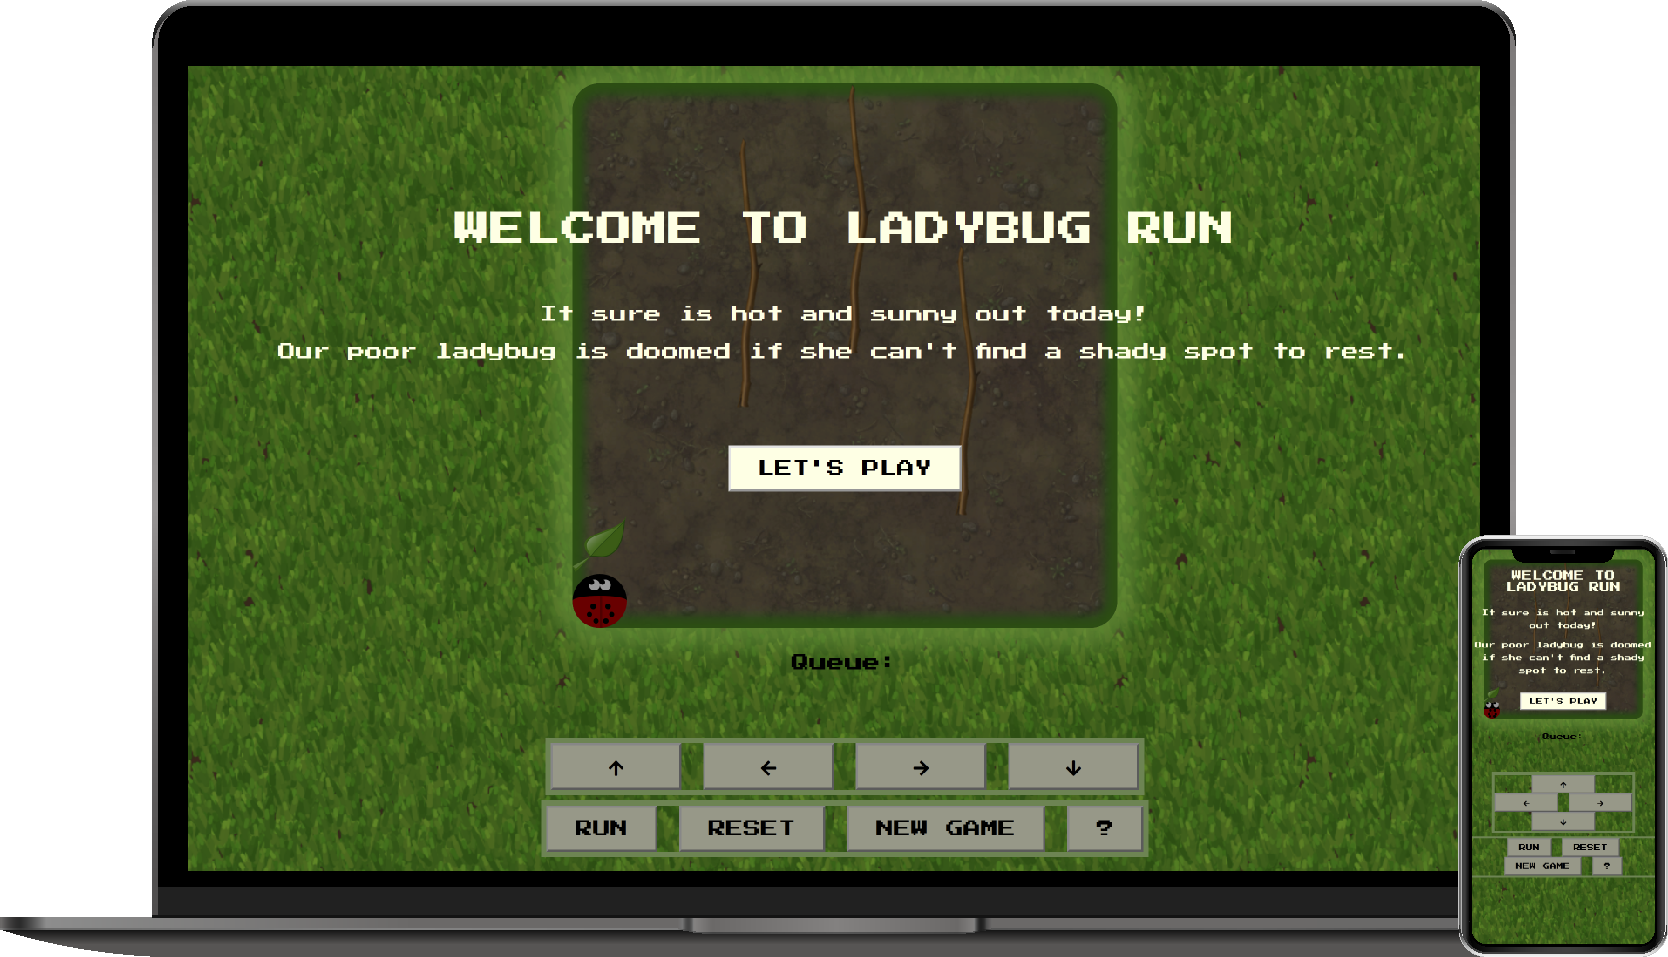 WELCOME TO LADYBUG RUN
It sure is hot and sunny out today!
Our poor ladybug is doomed if she can't find a shady spot to rest.
LET'S PLAY
Queue:
↑ ← → ↓
RUN RESET NEW GAME ?
WELCOME TO
LADYBUG RUN
It sure is hot and sunny
out today!
Our poor ladybug is doomed
if she can't find a shady
spot to rest.
LET'S PLAY
Queue:
↑
← →
↓
RUN RESET
NEW GAME ?